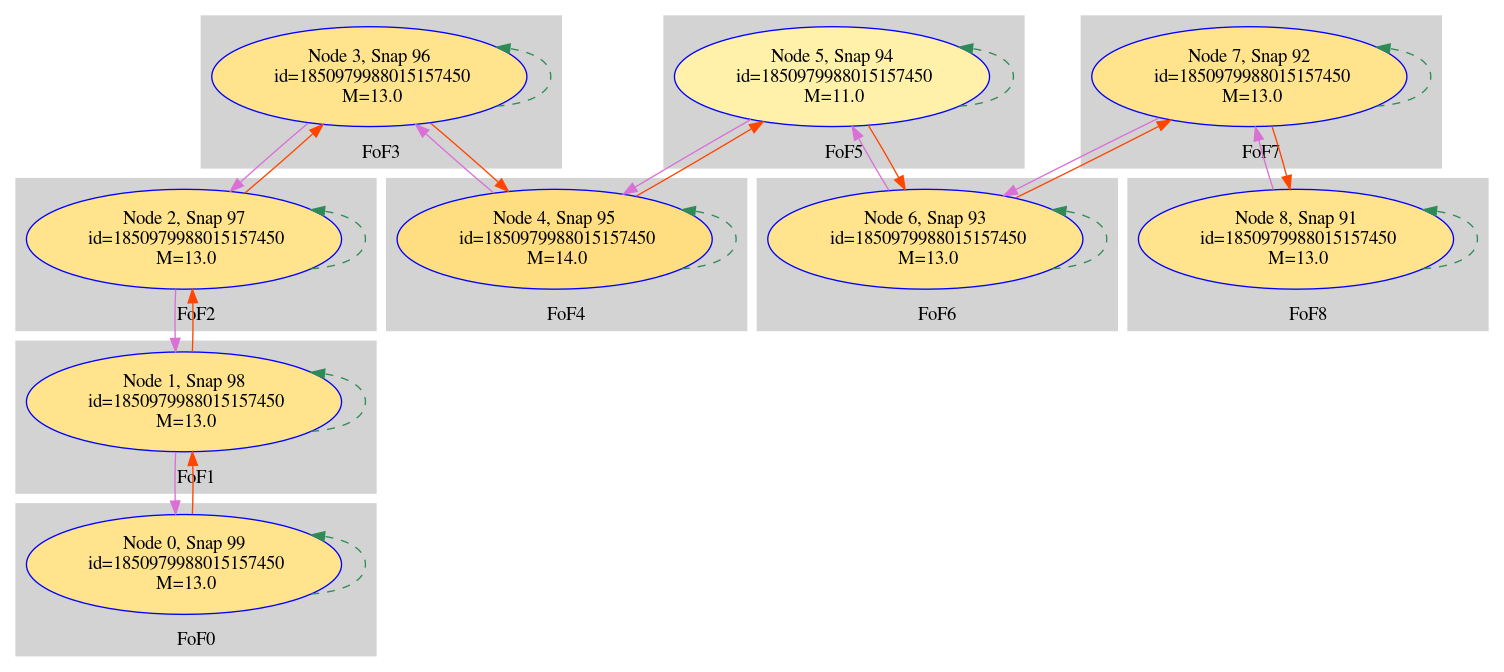 Node 3, Snap 96
id=1850979988015157450
M=13.0
FoF3
Node 5, Snap 94
id=1850979988015157450
M=11.0
FoF5
Node 7, Snap 92
id=1850979988015157450
M=13.0
FoF7
Node 2, Snap 97
id=1850979988015157450
M=13.0
FoF2
Node 4, Snap 95
id=1850979988015157450
M=14.0
FoF4
Node 6, Snap 93
id=1850979988015157450
M=13.0
FoF6
Node 8, Snap 91
id=1850979988015157450
M=13.0
FoF8
Node 1, Snap 98
id=1850979988015157450
M=13.0
FoF1
Node 0, Snap 99
id=1850979988015157450
M=13.0
FoF0